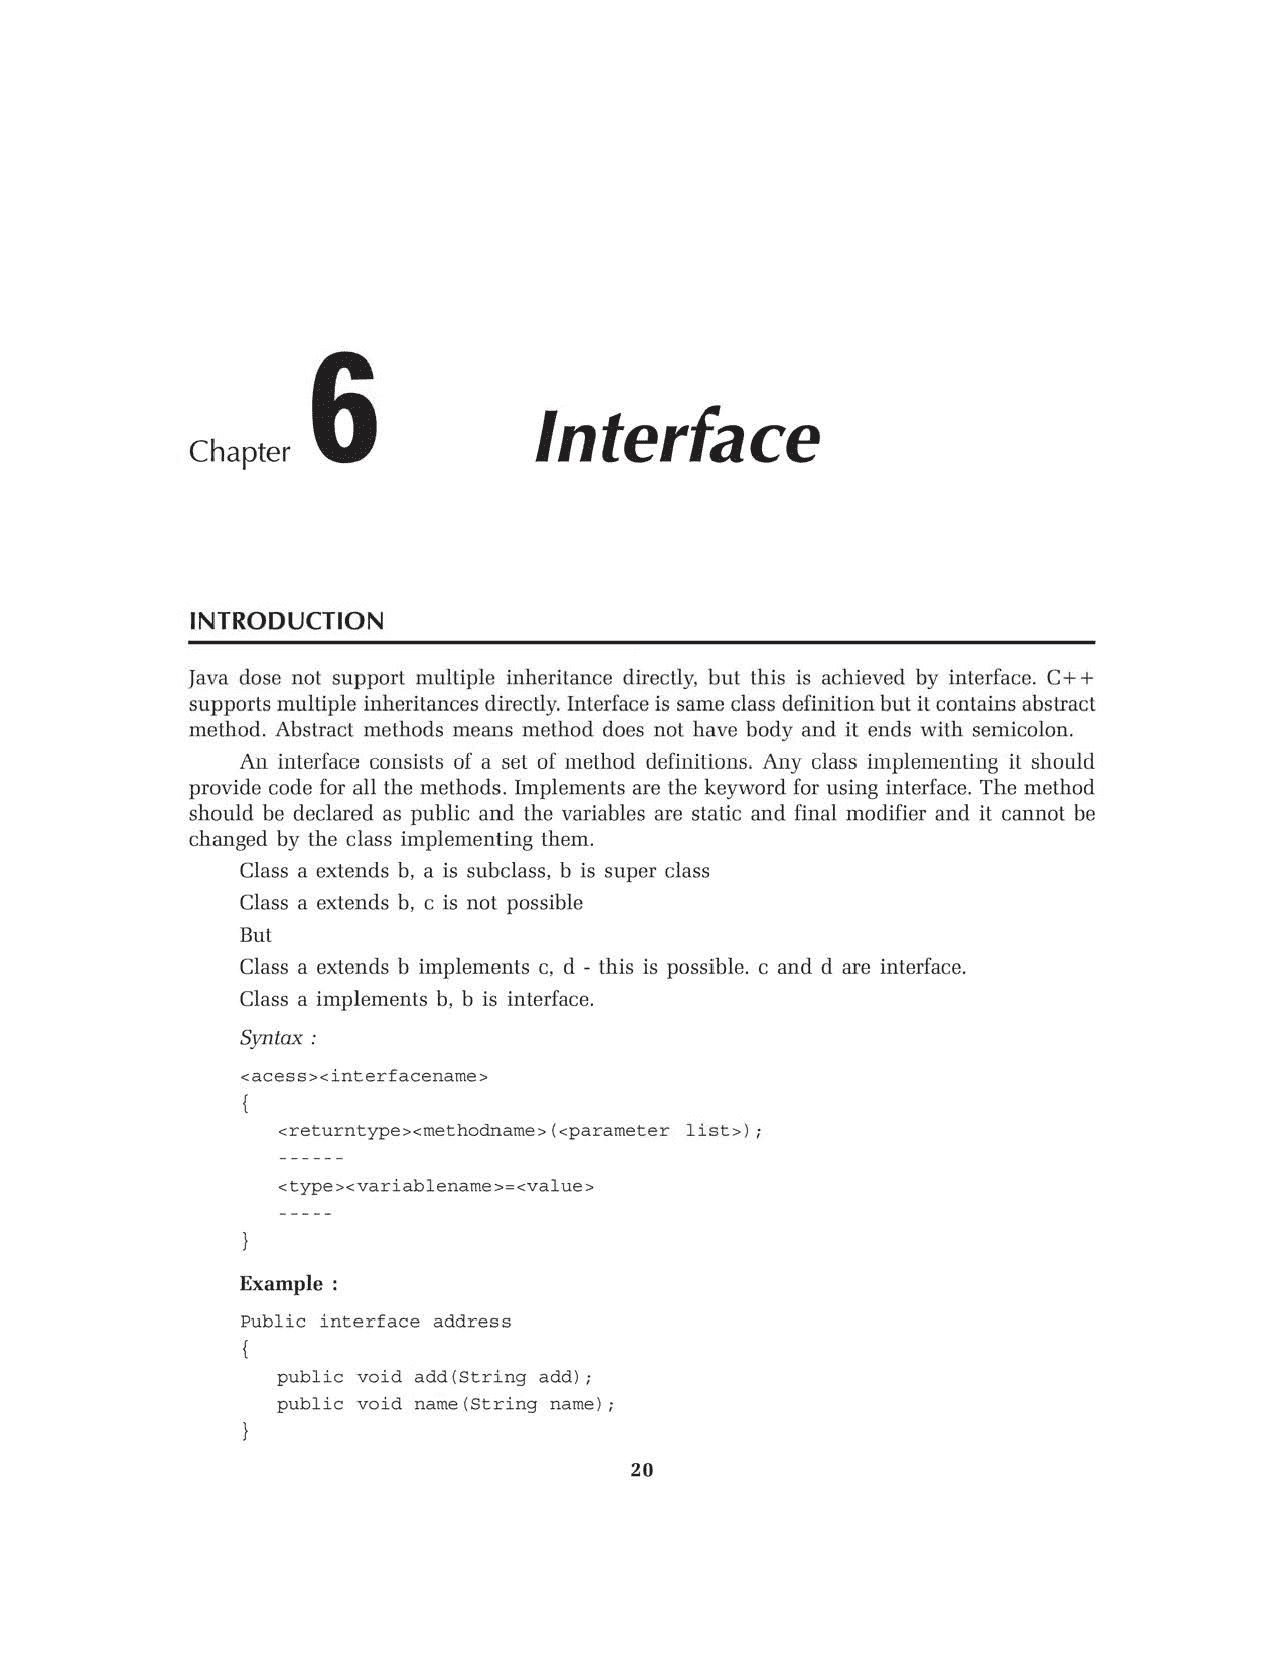 Chapter 6 Interface
INTRODUCTION
Java dose not support multiple inheritance directly, but this is achieved by interface. C++
supports multiple inheritances directly. Interface is same class definition but it contains abstract
method. Abstract methods means method does not have body and it ends with semicolon.
An interface consists of a set of method definitions. Any class implementing it should
provide code for all the methods. Implements are the keyword for using interface. The method
should be declared as public and the variables are static and final modifier and it cannot be
changed by the class implementing them.
Class a extends b, a is subclass, b is super class
Class a extends b, c is not possible
But
Class a extends b implements c, d - this is possible. c and d are interface.
Class a implements b, b is interface.
Syntax :
<acess><interfacename>
{
<returntype><methodname>(<parameter list>);
------
<type><variablename>=<value>
-----
}
Example :
Public interface address
{
public void add(String add);
public void name(String name);
}
20